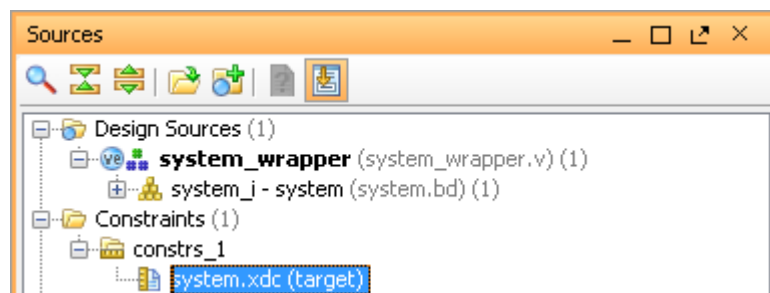 Sources
Design Sources (1)
system_wrapper (system_wrapper.v) (1)
system_i - system (system.bd) (1)
Constraints (1)
constrs_1
system.xdc (target)